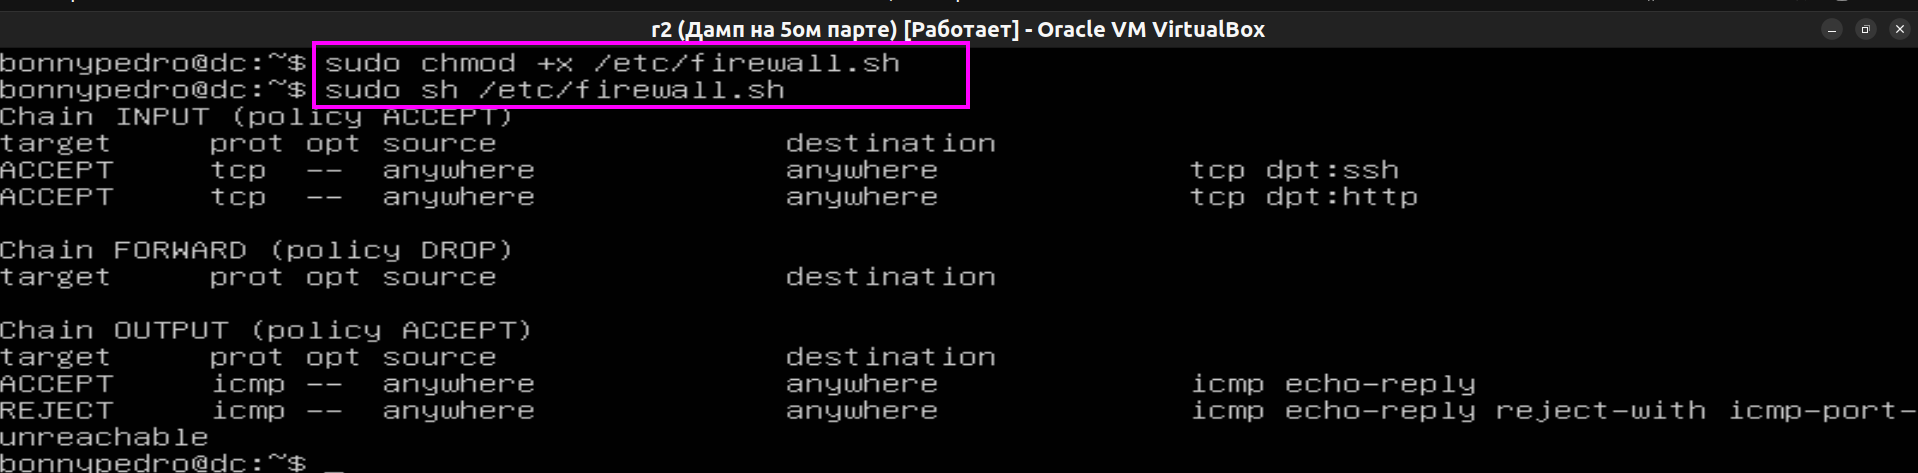 r2 (Дамп на 5ом парте) [Работает] - Oracle VM VirtualBox
bonnypedro@dc:~$ sudo chmod +x /etc/firewall.sh
bonnypedro@dc:~$ sudo sh /etc/firewall.sh
Chain INPUT (policy ACCEPT)
target prot opt source destination
ACCEPT tcp -- anywhere anywhere tcp dpt:ssh
ACCEPT tcp -- anywhere anywhere tcp dpt:http
Chain FORWARD (policy DROP)
target prot opt source destination
Chain OUTPUT (policy ACCEPT)
target prot opt source destination
ACCEPT icmp -- anywhere anywhere icmp echo-reply
REJECT icmp -- anywhere anywhere icmp echo-reply reject-with icmp-port-
unreachable
bonnypedro@dc:~$ _